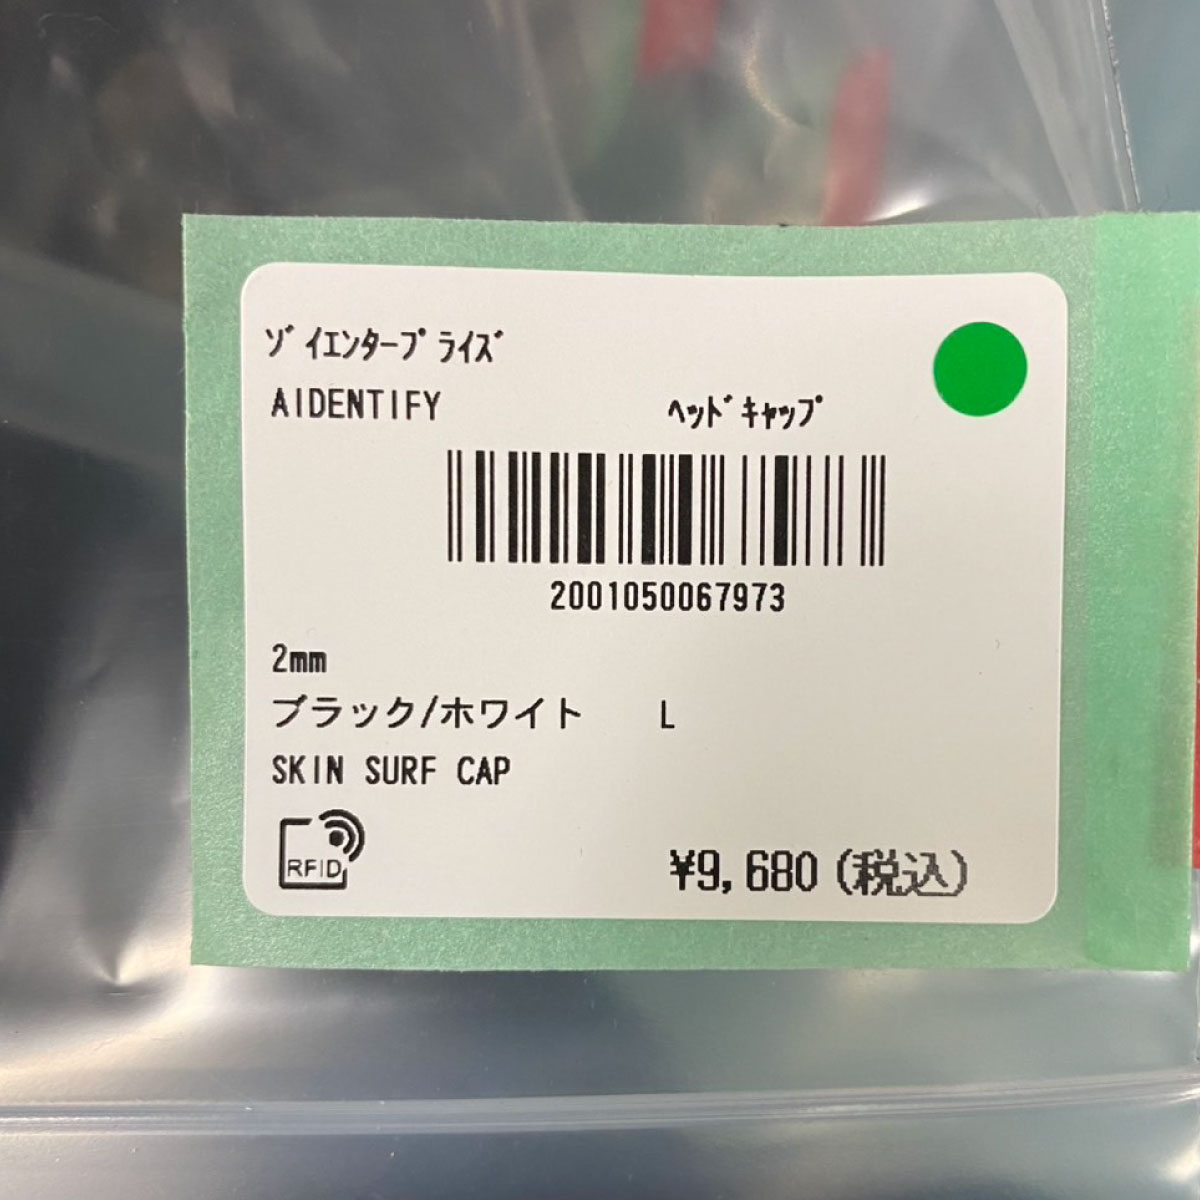 ｿﾞｲｴﾝﾀｰﾌﾟﾗｲｽﾞ
AIDENTIFY ﾍｯﾄﾞｷｬｯﾌﾟ
2001050067973
2mm
ブラック/ホワイト L
SKIN SURF CAP
RFID
¥9,680(税込)